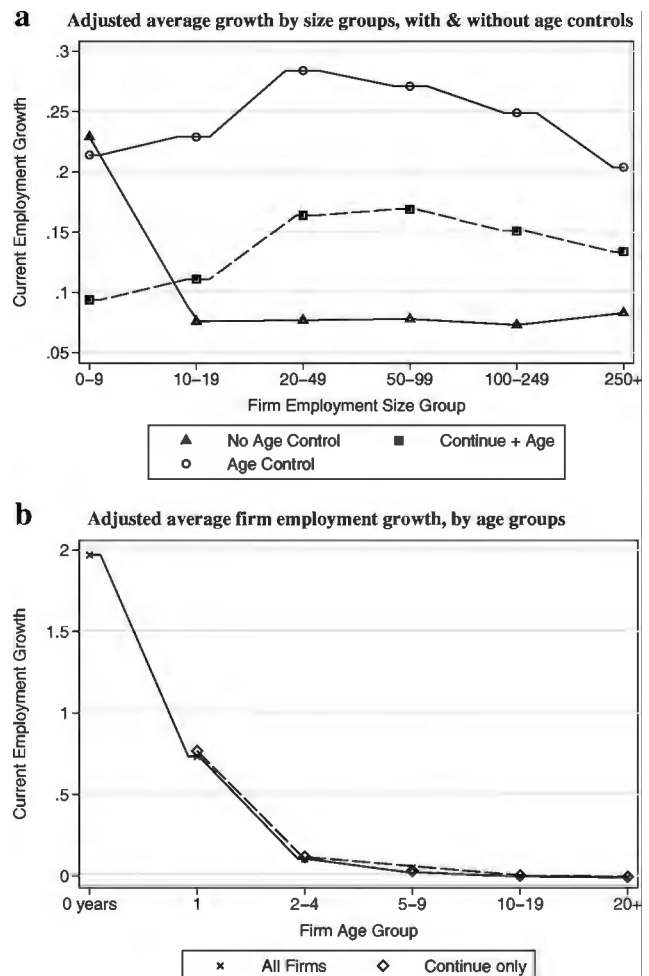 a Adjusted average growth by size groups, with & without age controls
Current Employment Growth
.3
.25
.2
.15
.1
.05
0–9 10–19 20–49 50–99 100–249 250+
Firm Employment Size Group
No Age Control Continue + Age
Age Control
b Adjusted average firm employment growth, by age groups
Current Employment Growth
2
1.5
1
.5
0
0 years 1 2–4 5–9 10–19 20+
Firm Age Group
All Firms Continue only